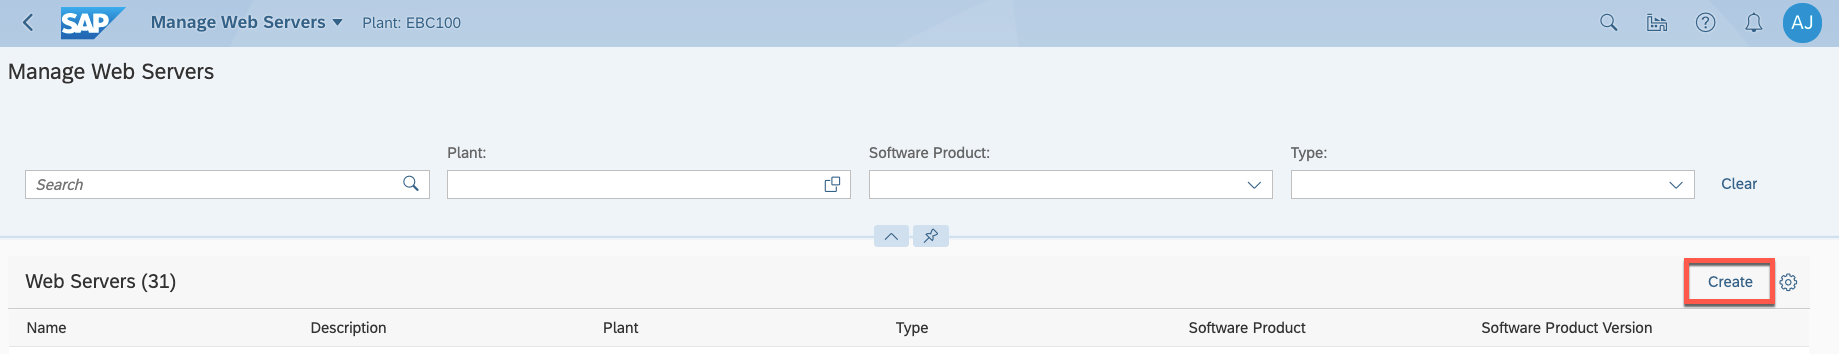 SAP Manage Web Servers Plant: EBC100 AJ
Manage Web Servers
Plant: Software Product: Type:
Search Clear
Web Servers (31) Create
Name Description Plant Type Software Product Software Product Version